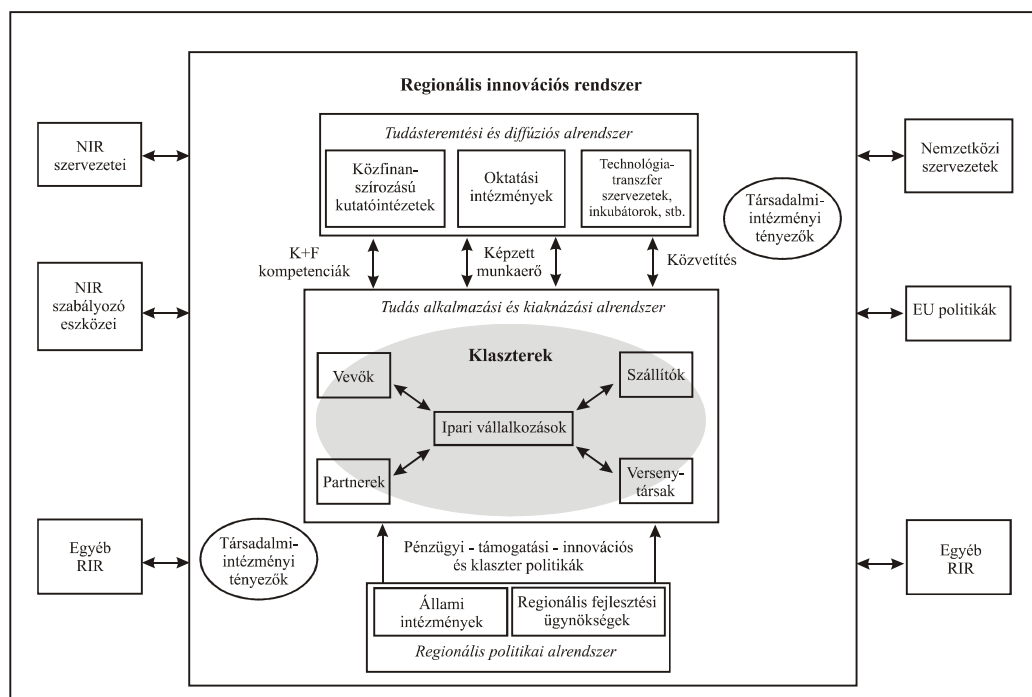 Regionális innovációs rendszer
Tudásteremtési és diffúziós alrendszer
Közfinan-
szírozású
kutatóintézetek
Oktatási
intézmények
Technológia-
transzfer
szervezetek,
inkubátorok, stb.
NIR
szervezetei
Nemzetközi
szervezetek
Társadalmi-
intézményi
tényezők
K+F
kompetenciák
Képzett
munkaerő
Közvetítés
NIR
szabályozó
eszközei
EU politikák
Tudás alkalmazási és kiaknázási alrendszer
Klaszterek
Vevők
Szállítók
Ipari vállalkozások
Partnerek
Verseny-
társak
Egyéb
RIR
Társadalmi-
intézményi
tényezők
Pénzügyi - támogatási - innovációs
és klaszter politikák
Egyéb
RIR
Állami
intézmények
Regionális fejlesztési
ügynökségek
Regionális politikai alrendszer